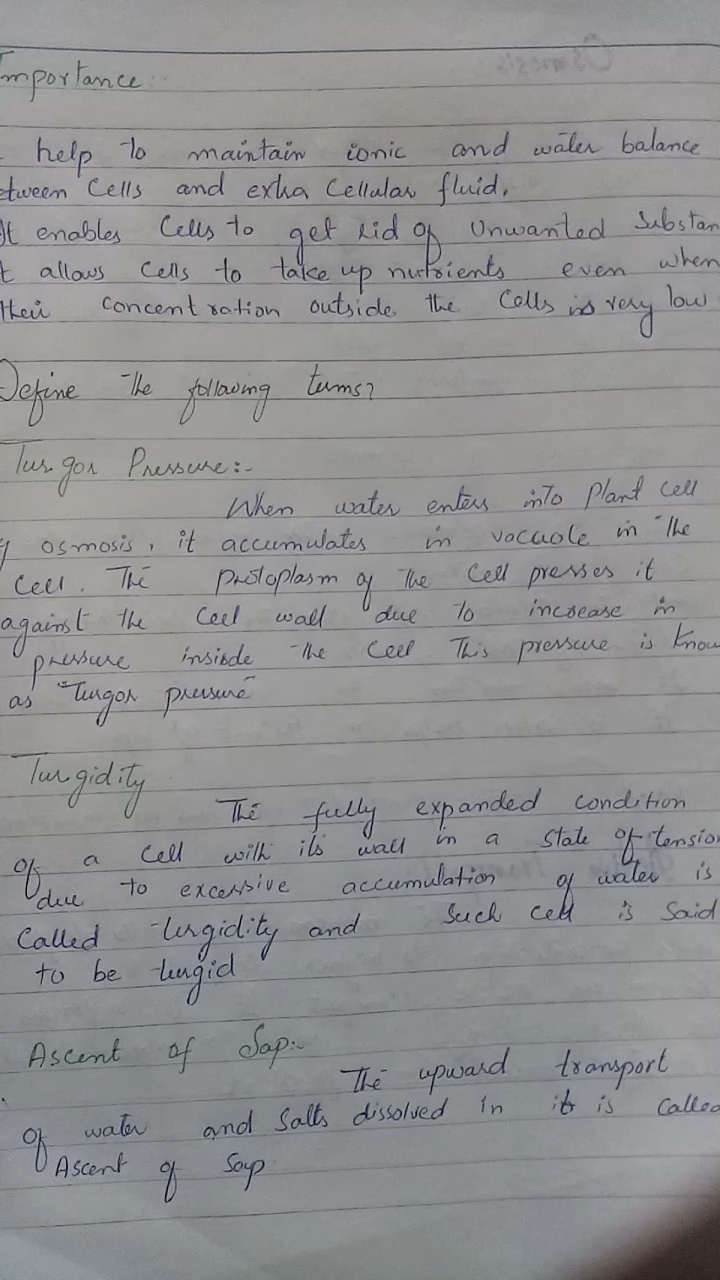 Importance:
help to maintain ionic and water balance
etween Cells and extra Cellular fluid.
It enables Cells to get rid of Unwanted Substan
t allows Cells to take up nutrients even when
their concentration outside the Cells is very low
Define the following terms?
Turgor Pressure:-
When water enters into Plant Cell
y osmosis, it accumulates in vacuole in the
Cell. The protoplasm of the Cell presses it
against the Cell wall due to increase in
pressure insisde the Cell This pressure is Know
as "Turgor pressure"
Turgidity
The fully expanded condition
of a Cell with its wall in a state of tensio
due to excessive accumulation of water is
Called turgidity and Such cell is Said
to be turgid
Ascent of Sap:-
The upward transport
of water and Salts dissolved in it is Called
Ascent of Sap